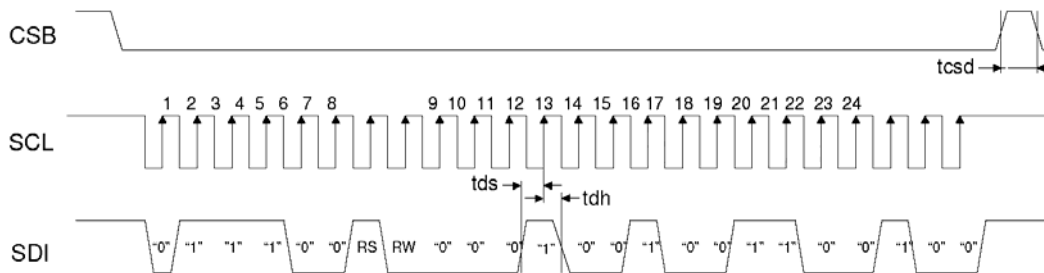 CSB
tcsd
1 2 3 4 5 6 7 8 9 10 11 12 13 14 15 16 17 18 19 20 21 22 23 24
SCL
tds
tdh
SDI "0" "1" "1" "1" "0" "0" RS RW "0" "0" "0" "1" "0" "0" "1" "0" "0" "1" "1" "0" "0" "1" "0" "0"